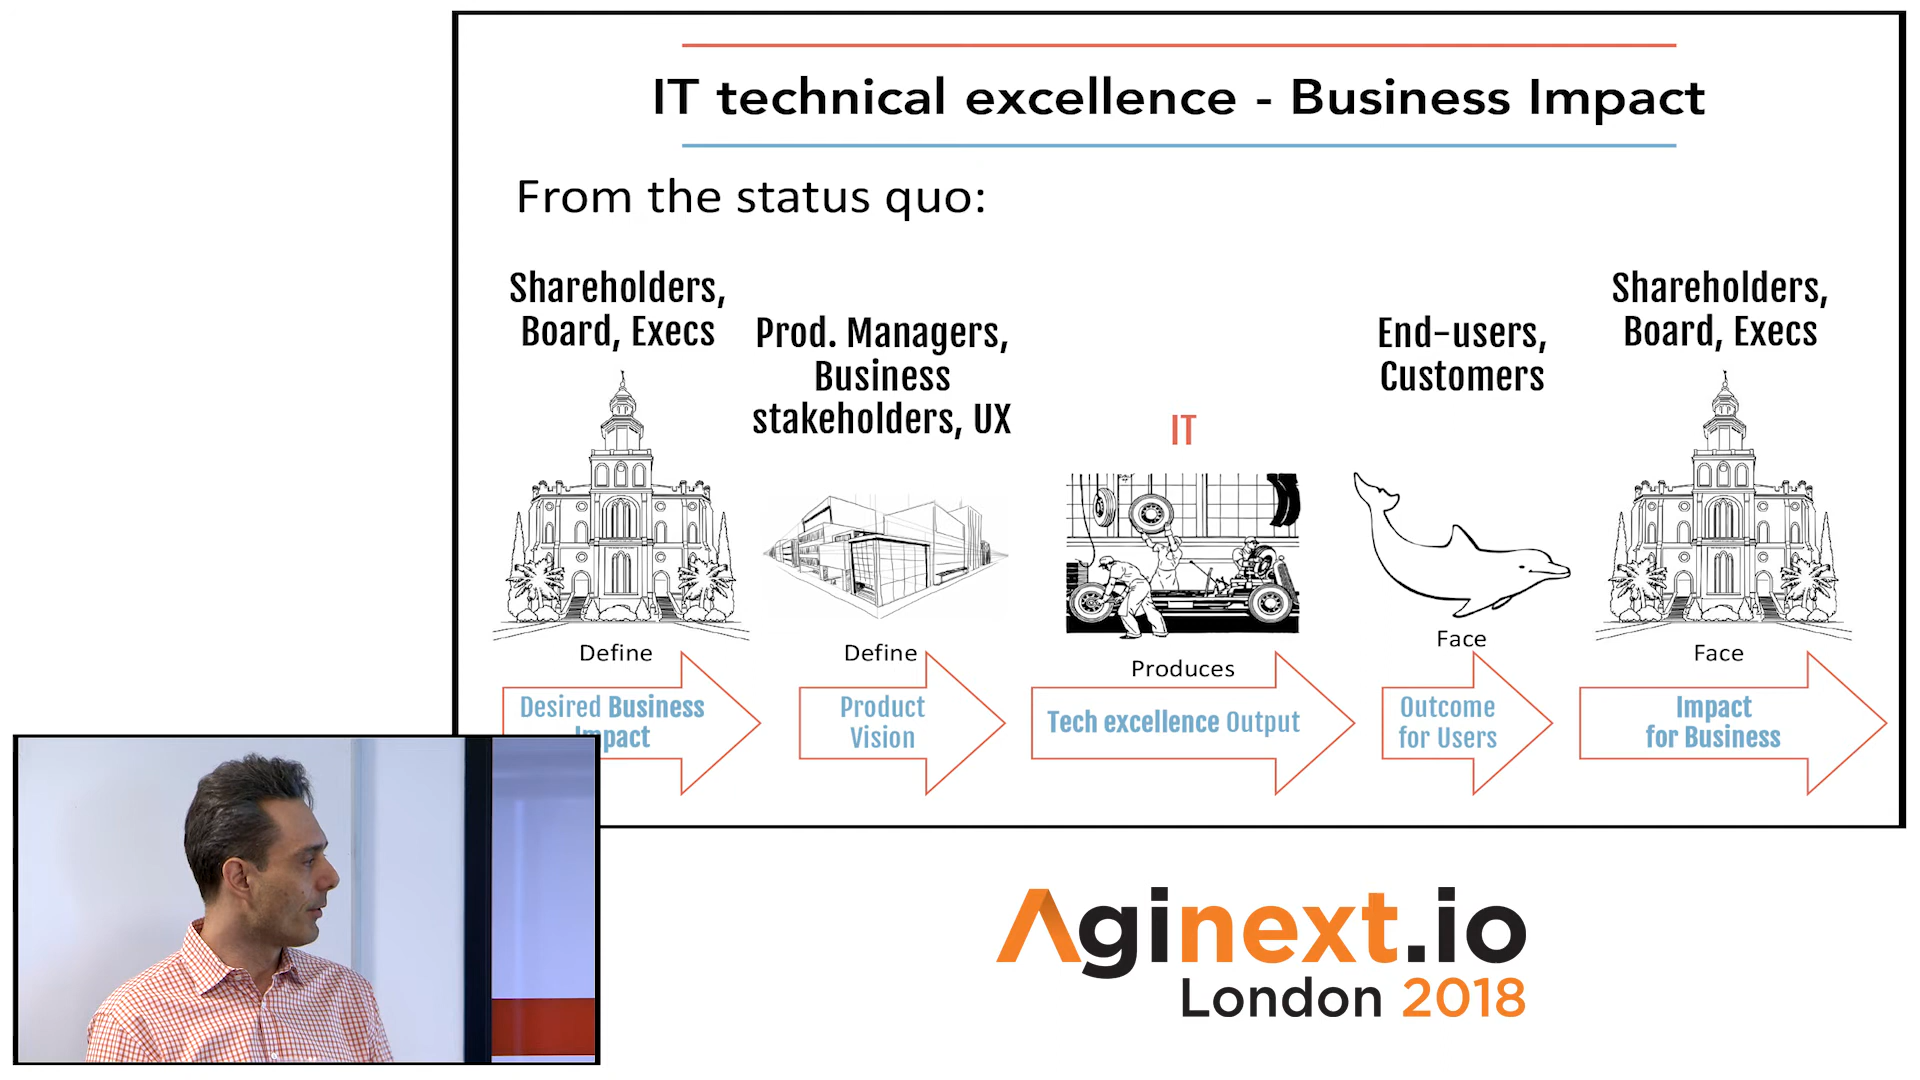 IT technical excellence - Business Impact
From the status quo:
Shareholders,
Board, Execs
Define
Desired Business
Impact
Prod. Managers,
Business
stakeholders, UX
Define
Product
Vision
IT
Produces
Tech excellence Output
End-users,
Customers
Face
Outcome
for Users
Shareholders,
Board, Execs
Face
Impact
for Business
Aginext.io
London 2018